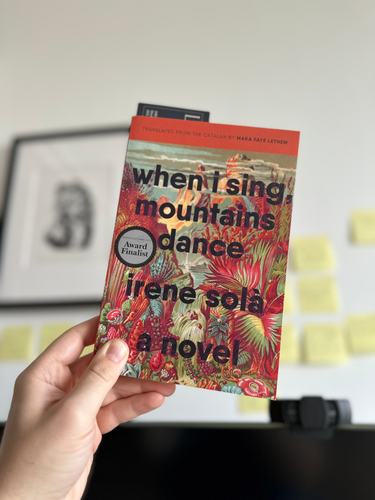 TRANSLATED FROM THE CATALAN BY MARA FAYE LETHEM
when i sing,
mountains
dance
Award
Finalist
irene solà
a novel